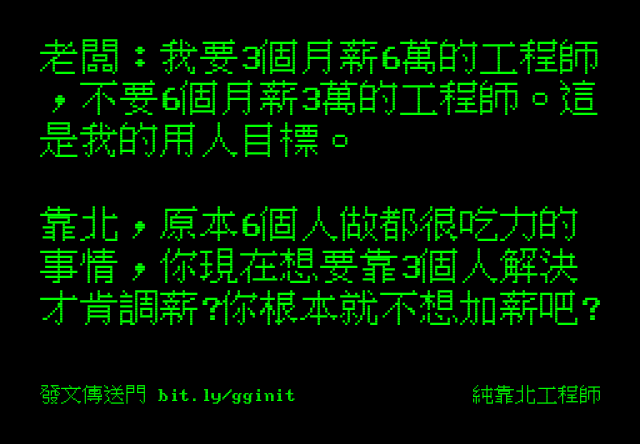 老闆：我要3個月薪6萬的工程師
，不要6個月薪3萬的工程師。這
是我的用人目標。
靠北，原本6個人做都很吃力的
事情，你現在想要靠3個人解決
才肯調薪?你根本就不想加薪吧?
發文傳送門 bit.ly/gginit
純靠北工程師